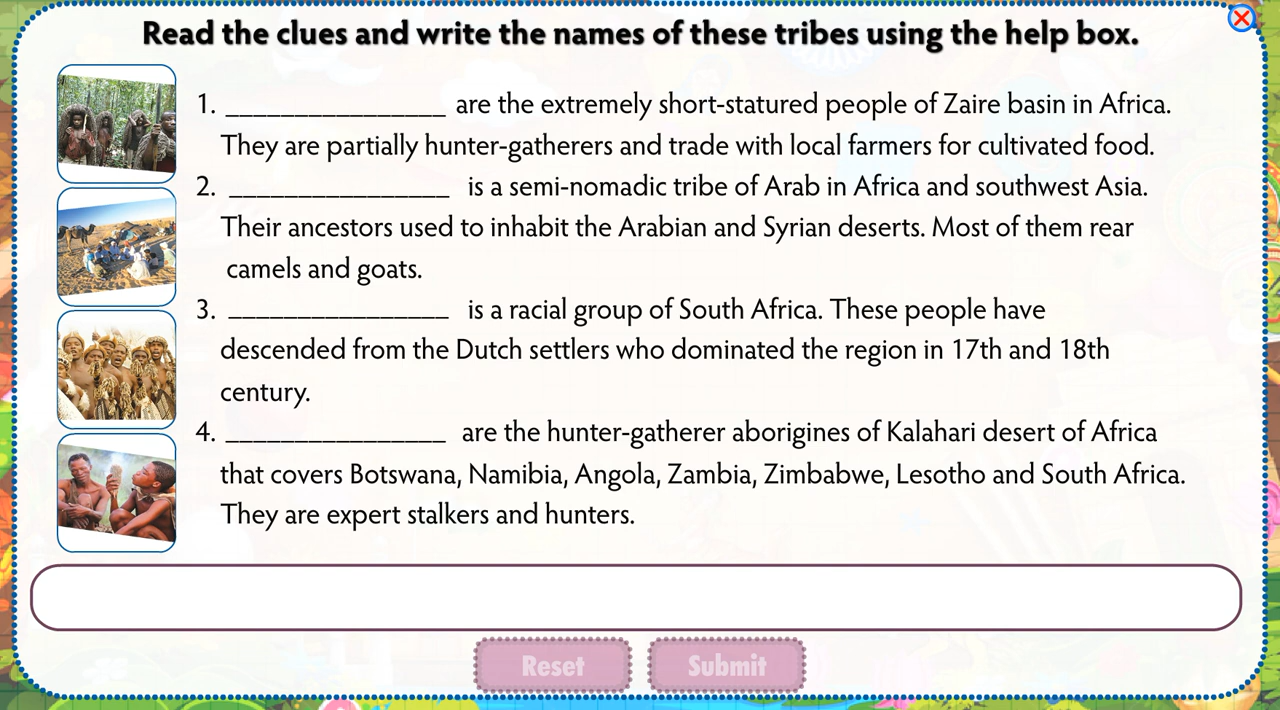 Read the clues and write the names of these tribes using the help box.
1. ________________ are the extremely short-statured people of Zaire basin in Africa.
They are partially hunter-gatherers and trade with local farmers for cultivated food.
2. ________________ is a semi-nomadic tribe of Arab in Africa and southwest Asia.
Their ancestors used to inhabit the Arabian and Syrian deserts. Most of them rear
camels and goats.
3. ________________ is a racial group of South Africa. These people have
descended from the Dutch settlers who dominated the region in 17th and 18th
century.
4. ________________ are the hunter-gatherer aborigines of Kalahari desert of Africa
that covers Botswana, Namibia, Angola, Zambia, Zimbabwe, Lesotho and South Africa.
They are expert stalkers and hunters.
Reset Submit